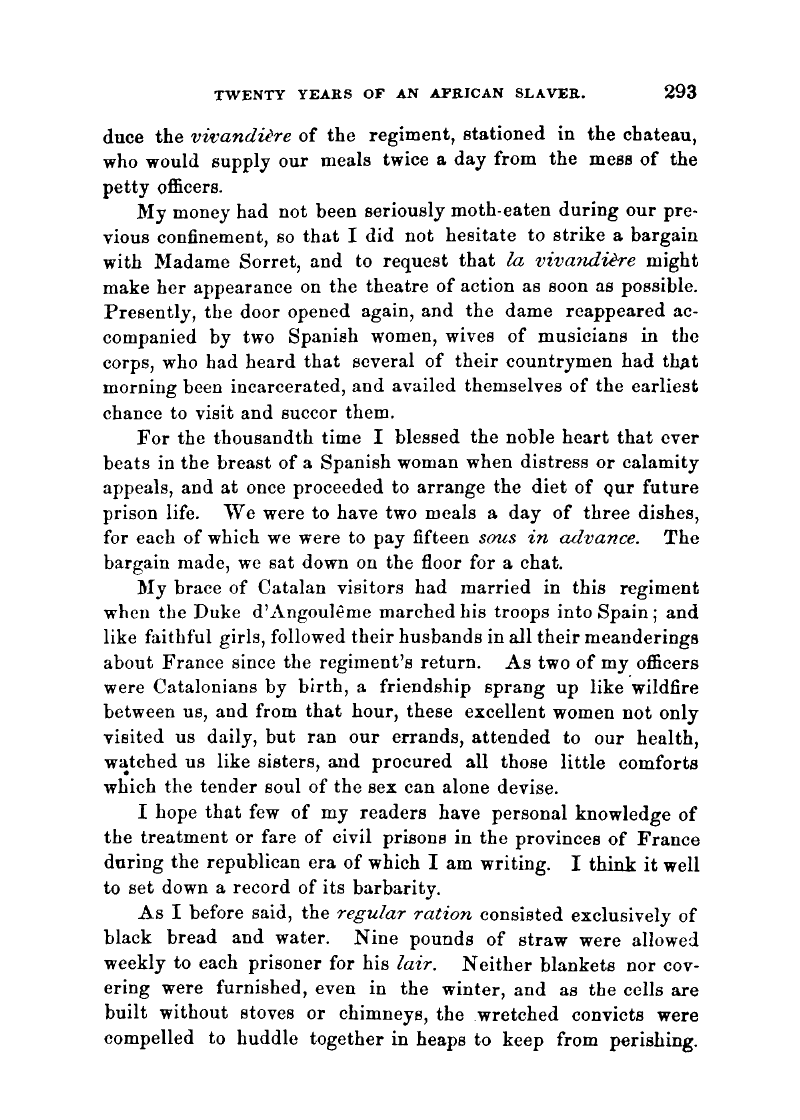 TWENTY YEARS OF AN AFRICAN SLAVER. 293
duce the vivandière of the regiment, stationed in the chateau,
who would supply our meals twice a day from the mess of the
petty officers.
My money had not been seriously moth-eaten during our pre-
vious confinement, so that I did not hesitate to strike a bargain
with Madame Sorret, and to request that la vivandière might
make her appearance on the theatre of action as soon as possible.
Presently, the door opened again, and the dame reappeared ac-
companied by two Spanish women, wives of musicians in the
corps, who had heard that several of their countrymen had that
morning been incarcerated, and availed themselves of the earliest
chance to visit and succor them.
For the thousandth time I blessed the noble heart that ever
beats in the breast of a Spanish woman when distress or calamity
appeals, and at once proceeded to arrange the diet of our future
prison life. We were to have two meals a day of three dishes,
for each of which we were to pay fifteen sous in advance. The
bargain made, we sat down on the floor for a chat.
My brace of Catalan visitors had married in this regiment
when the Duke d'Angoulême marched his troops into Spain; and
like faithful girls, followed their husbands in all their meanderings
about France since the regiment's return. As two of my officers
were Catalonians by birth, a friendship sprang up like wildfire
between us, and from that hour, these excellent women not only
visited us daily, but ran our errands, attended to our health,
watched us like sisters, and procured all those little comforts
which the tender soul of the sex can alone devise.
I hope that few of my readers have personal knowledge of
the treatment or fare of civil prisons in the provinces of France
during the republican era of which I am writing. I think it well
to set down a record of its barbarity.
As I before said, the regular ration consisted exclusively of
black bread and water. Nine pounds of straw were allowed
weekly to each prisoner for his lair. Neither blankets nor cov-
ering were furnished, even in the winter, and as the cells are
built without stoves or chimneys, the wretched convicts were
compelled to huddle together in heaps to keep from perishing.